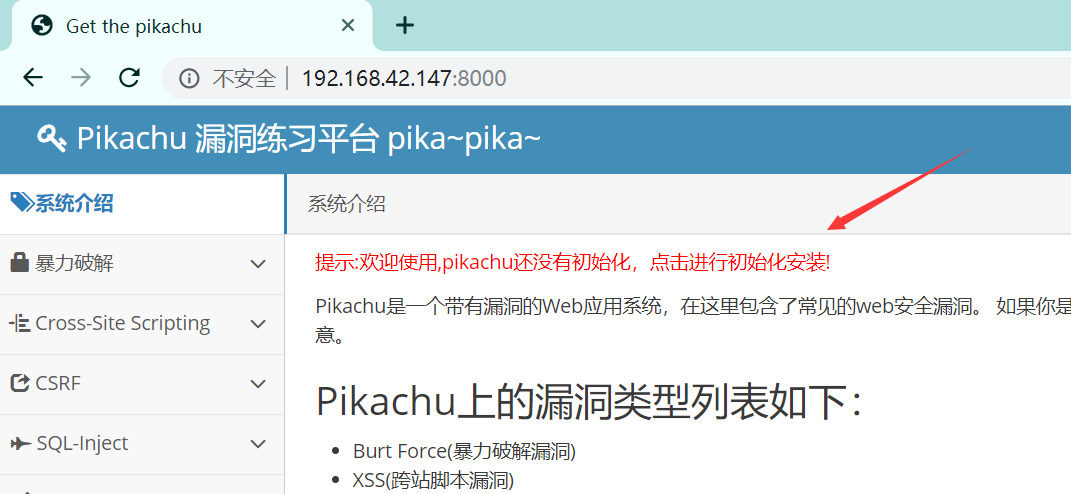 Get the pikachu
不安全 192.168.42.147:8000
Pikachu 漏洞练习平台 pika~pika~
系统介绍
系统介绍
暴力破解
提示:欢迎使用,pikachu还没有初始化，点击进行初始化安装!
Pikachu是一个带有漏洞的Web应用系统，在这里包含了常见的web安全漏洞。 如果你是
意。
Cross-Site Scripting
CSRF
Pikachu上的漏洞类型列表如下：
SQL-Inject
Burt Force(暴力破解漏洞)
XSS(跨站脚本漏洞)